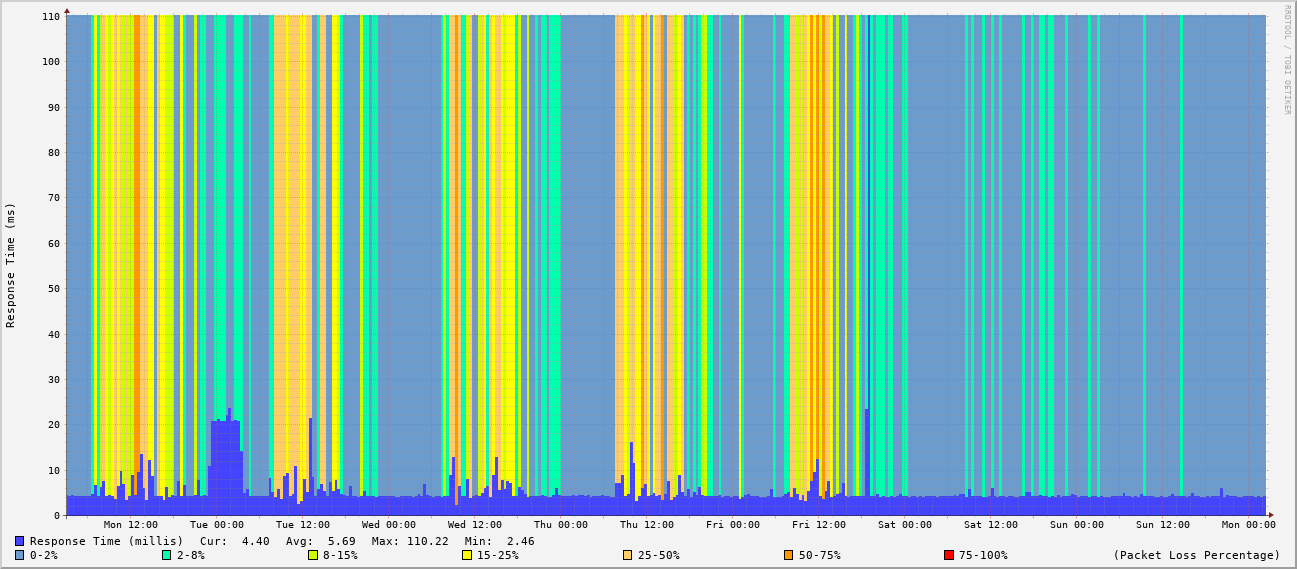 RRDTOOL / TOBI OETIKER
Response Time (ms)
110
100
90
80
70
60
50
40
30
20
10
0
Mon 12:00 Tue 00:00 Tue 12:00 Wed 00:00 Wed 12:00 Thu 00:00 Thu 12:00 Fri 00:00 Fri 12:00 Sat 00:00 Sat 12:00 Sun 00:00 Sun 12:00 Mon 00:00
Response Time (millis) Cur: 4.40 Avg: 5.69 Max: 110.22 Min: 2.46
0-2% 2-8% 8-15% 15-25% 25-50% 50-75% 75-100% (Packet Loss Percentage)